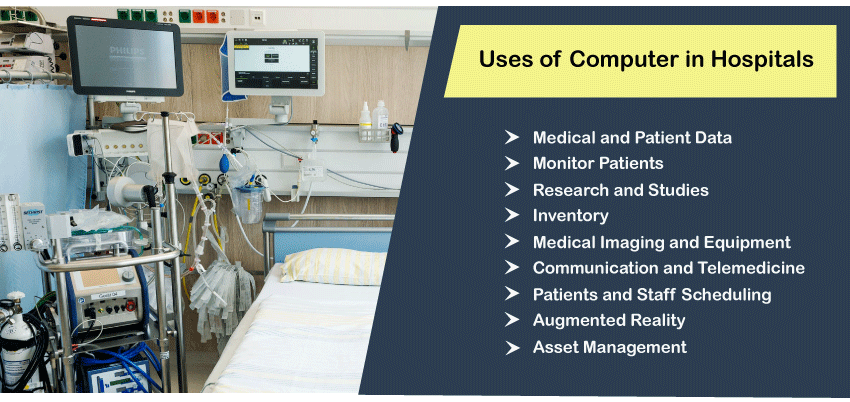 PHILIPS
Uses of Computer in Hospitals
Medical and Patient Data
Monitor Patients
Research and Studies
Inventory
Medical Imaging and Equipment
Communication and Telemedicine
Patients and Staff Scheduling
Augmented Reality
Asset Management